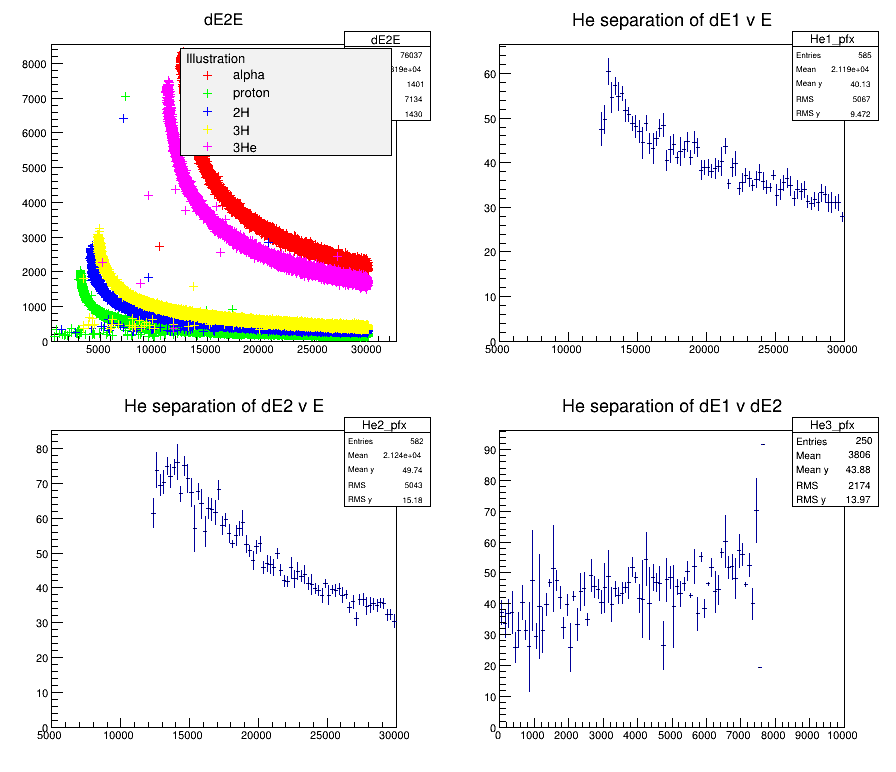 dE2E
dE2E
76037
819e+04
1401
7134
1430
Illustration
alpha
proton
2H
3H
3He
8000
7000
6000
5000
4000
3000
2000
1000
0
5000 10000 15000 20000 25000 30000
He separation of dE1 v E
He1_pfx
Entries 585
Mean 2.119e+04
Mean y 40.13
RMS 5067
RMS y 9.472
60
50
40
30
20
10
0
5000 10000 15000 20000 25000 30000
He separation of dE2 v E
He2_pfx
Entries 582
Mean 2.124e+04
Mean y 49.74
RMS 5043
RMS y 15.18
80
70
60
50
40
30
20
10
0
5000 10000 15000 20000 25000 30000
He separation of dE1 v dE2
He3_pfx
Entries 250
Mean 3806
Mean y 43.88
RMS 2174
RMS y 13.97
90
80
70
60
50
40
30
20
10
0
0 1000 2000 3000 4000 5000 6000 7000 8000 9000 10000